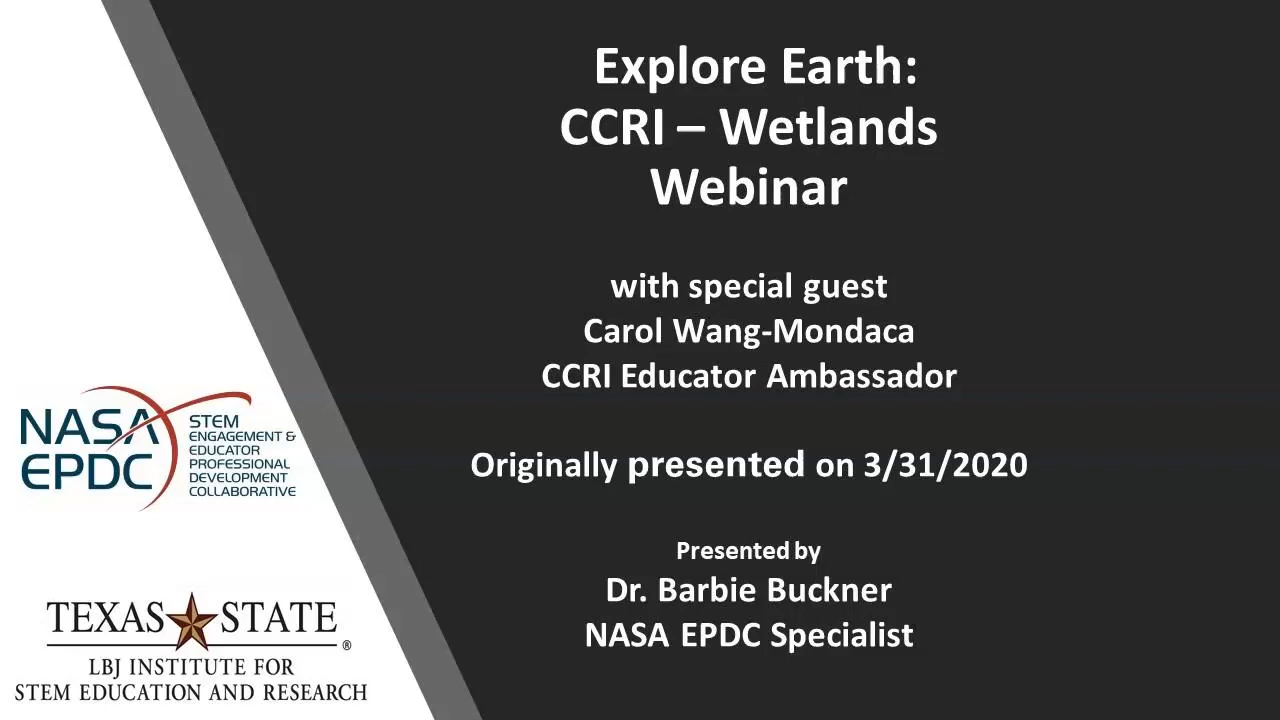 Explore Earth:
CCRI – Wetlands
Webinar
with special guest
Carol Wang-Mondaca
CCRI Educator Ambassador
Originally presented on 3/31/2020
Presented by
Dr. Barbie Buckner
NASA EPDC Specialist
NASA
EPDC
STEM
ENGAGEMENT &
EDUCATOR
PROFESSIONAL
DEVELOPMENT
COLLABORATIVE
TEXAS STATE
®
LBJ INSTITUTE FOR
STEM EDUCATION AND RESEARCH